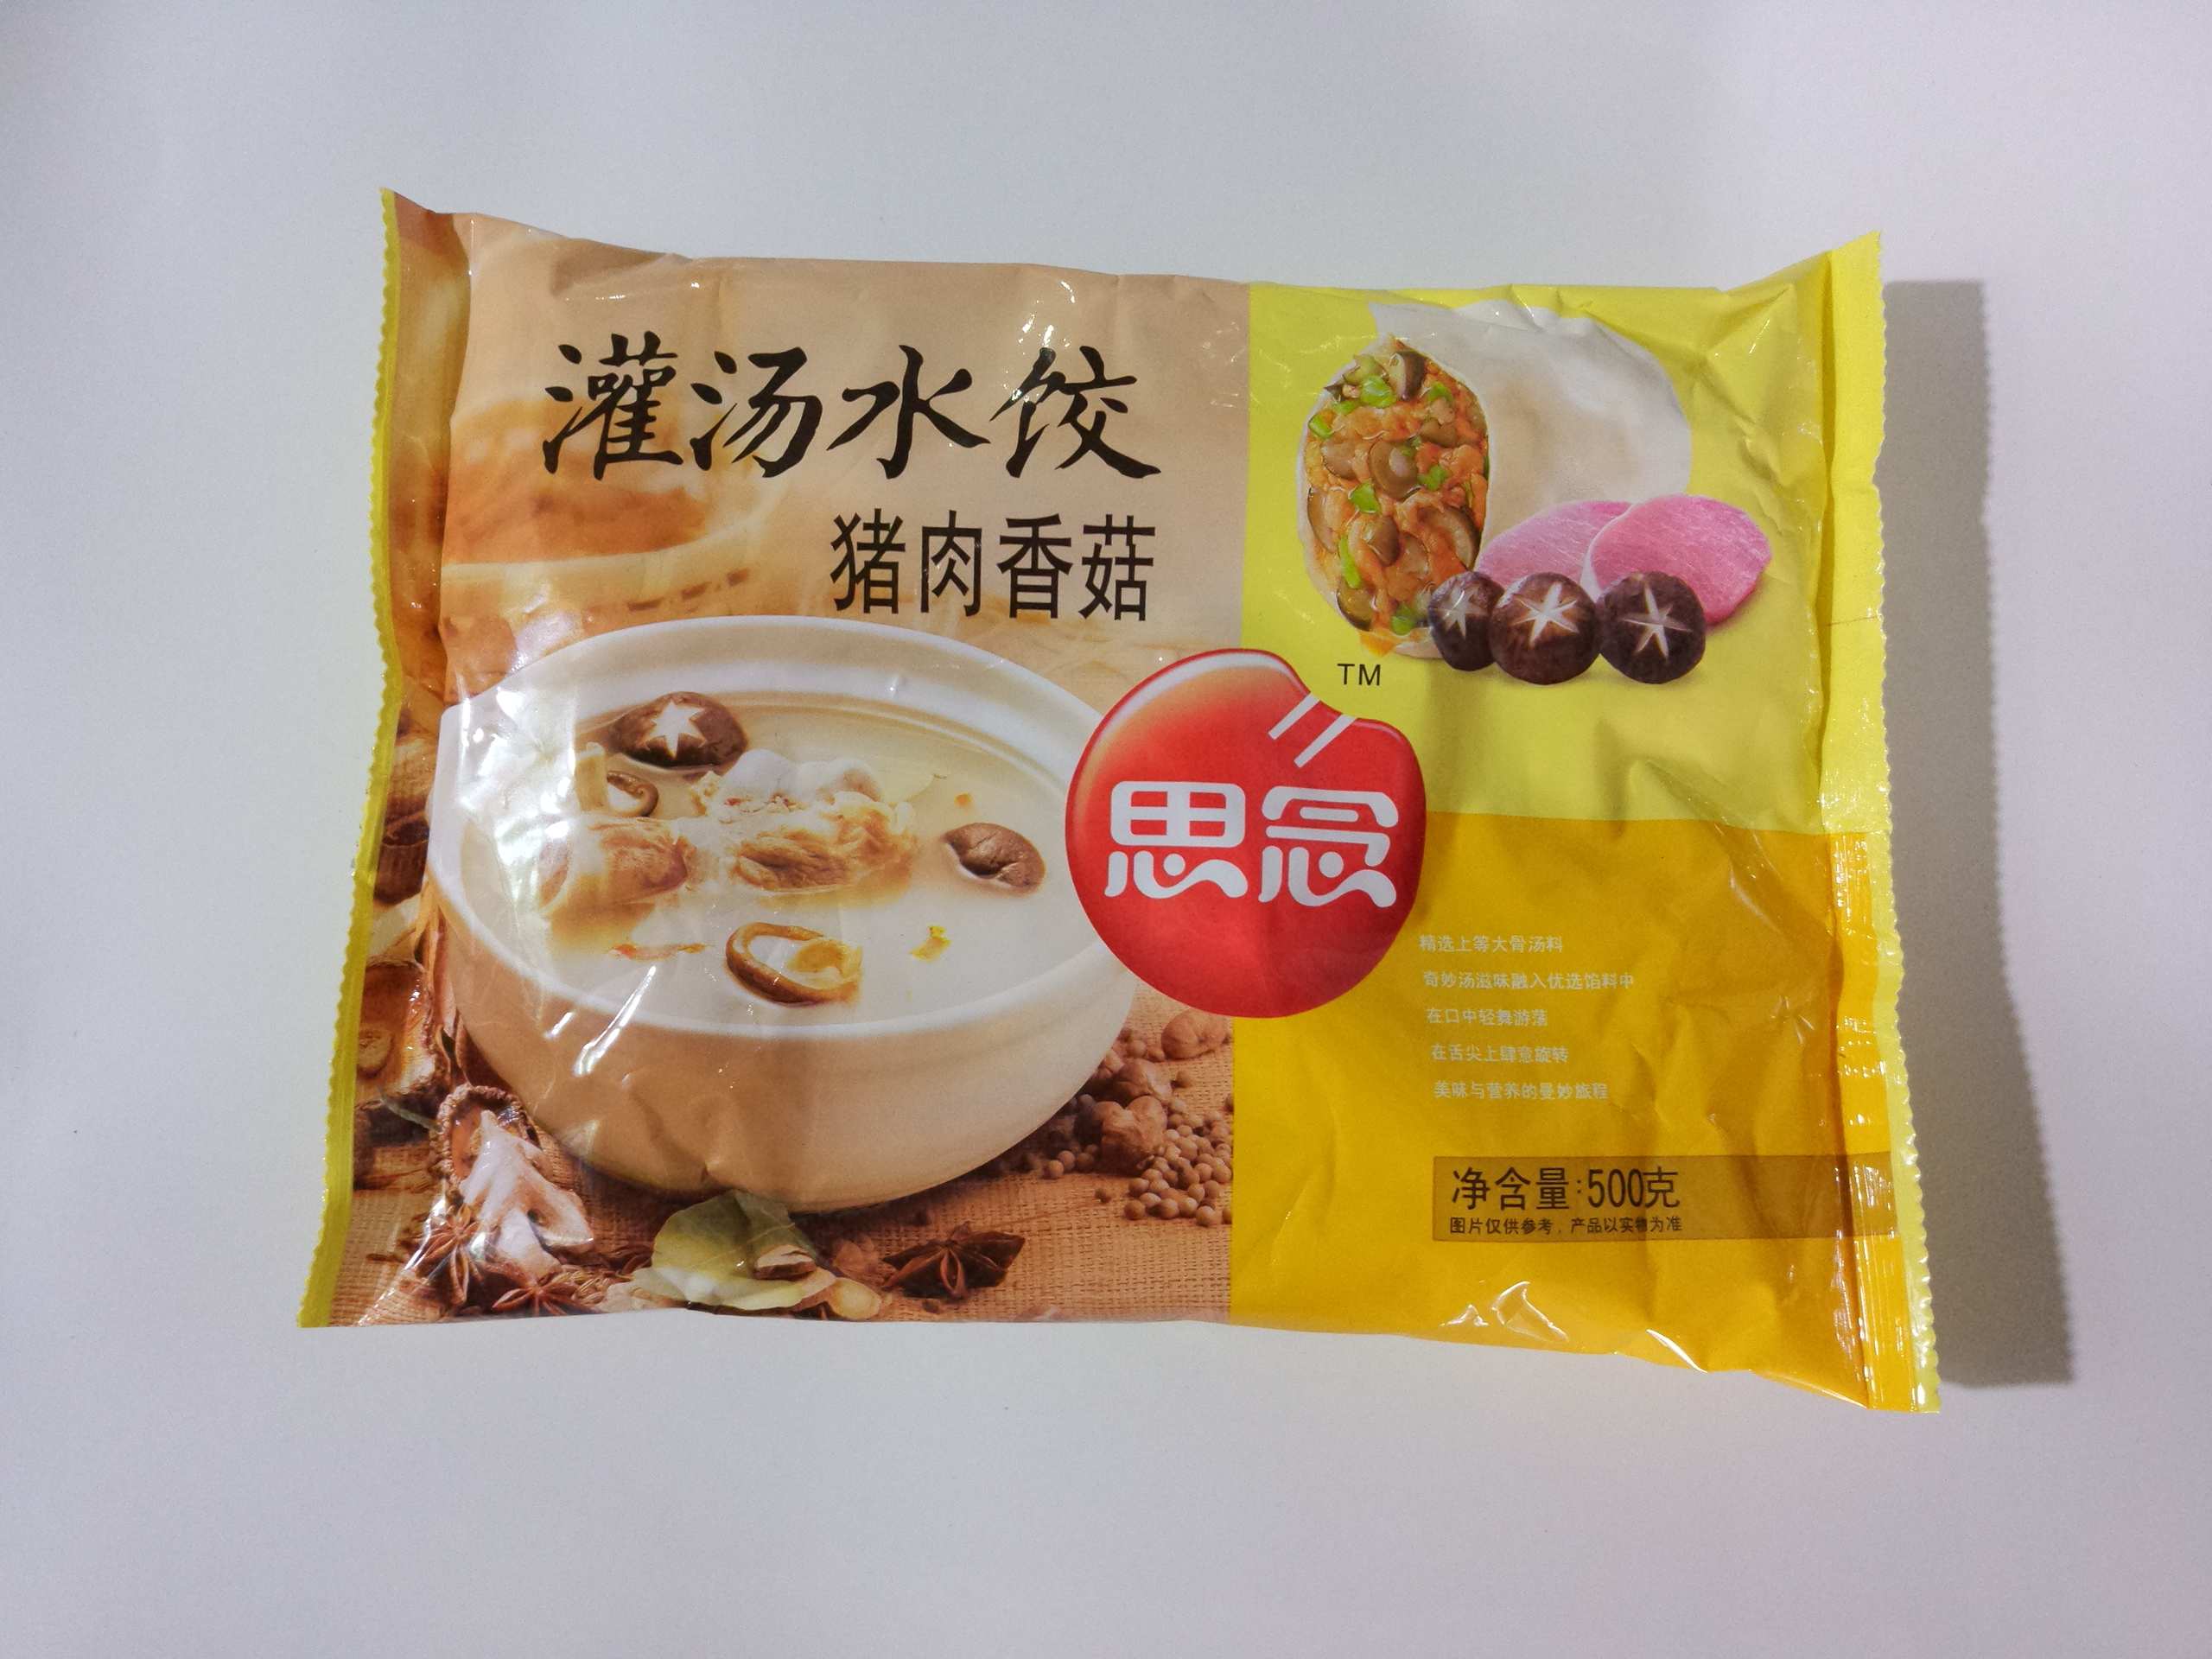 灌汤水饺
猪肉香菇
TM
思念
精选上等大骨汤料
奇妙汤滋味融入优选馅料中
在口中轻舞游荡
在舌尖上肆意旋转
美味与营养的曼妙旅程
净含量:500克
图片仅供参考,产品以实物为准